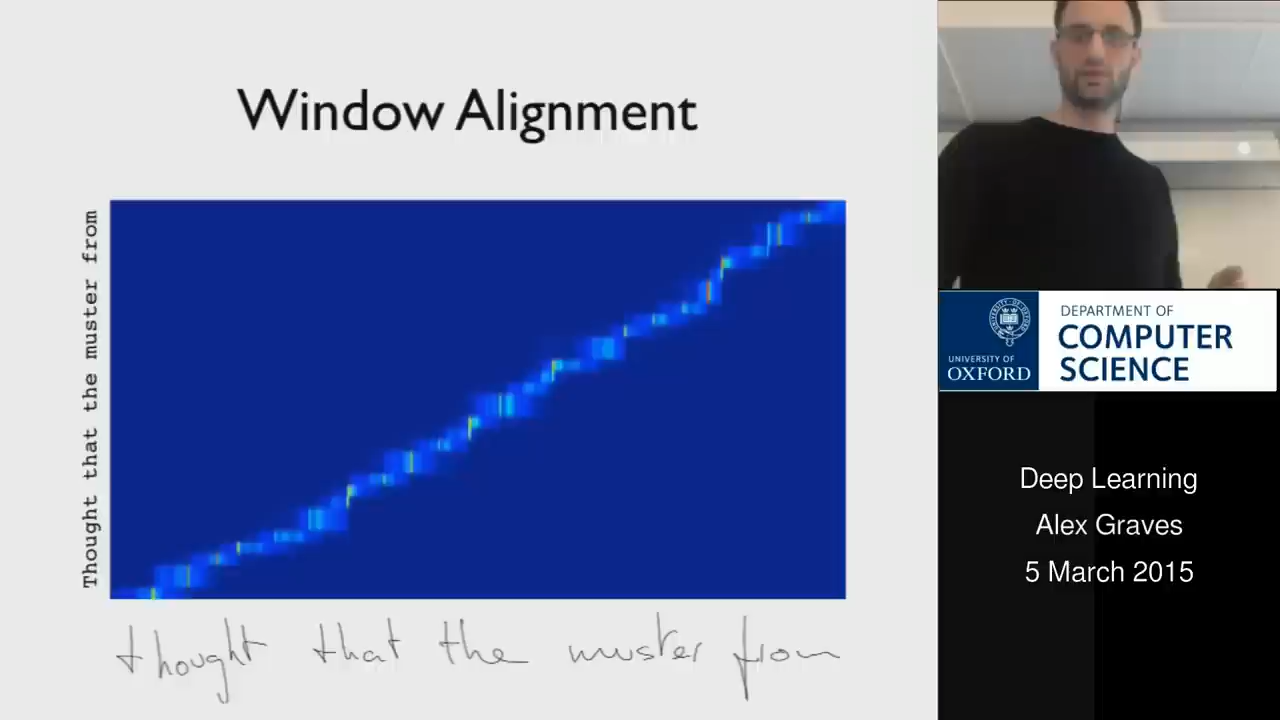 Window Alignment
Thought that the muster from
thought that the muster from
UNIVERSITY OF
OXFORD
DEPARTMENT OF
COMPUTER
SCIENCE
Deep Learning
Alex Graves
5 March 2015